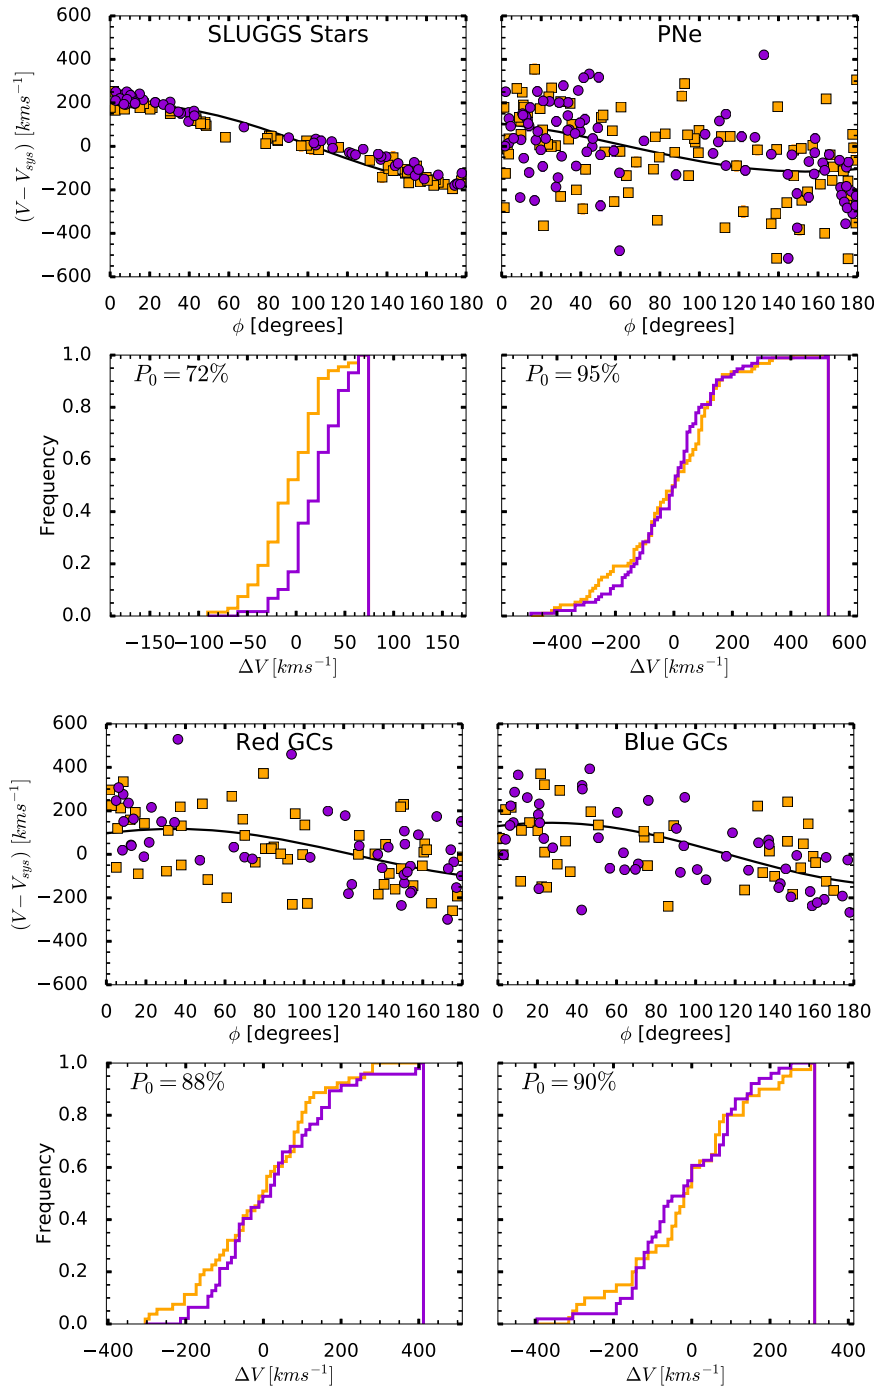 SLUGGS Stars
PNe
(V − V_sys) [kms⁻¹]
600
400
200
0
−200
−400
−600
0 20 40 60 80 100 120 140 160 180
0 20 40 60 80 100 120 140 160 180
ϕ [degrees]
ϕ [degrees]
P₀ = 72%
P₀ = 95%
Frequency
1.0
0.8
0.6
0.4
0.2
0.0
−150 −100 −50 0 50 100 150
−400 −200 0 200 400 600
ΔV [kms⁻¹]
ΔV [kms⁻¹]
Red GCs
Blue GCs
(V − V_sys) [kms⁻¹]
600
400
200
0
−200
−400
−600
0 20 40 60 80 100 120 140 160 180
0 20 40 60 80 100 120 140 160 180
ϕ [degrees]
ϕ [degrees]
P₀ = 88%
P₀ = 90%
Frequency
1.0
0.8
0.6
0.4
0.2
0.0
−400 −200 0 200 400
−400 −200 0 200 400
ΔV [kms⁻¹]
ΔV [kms⁻¹]